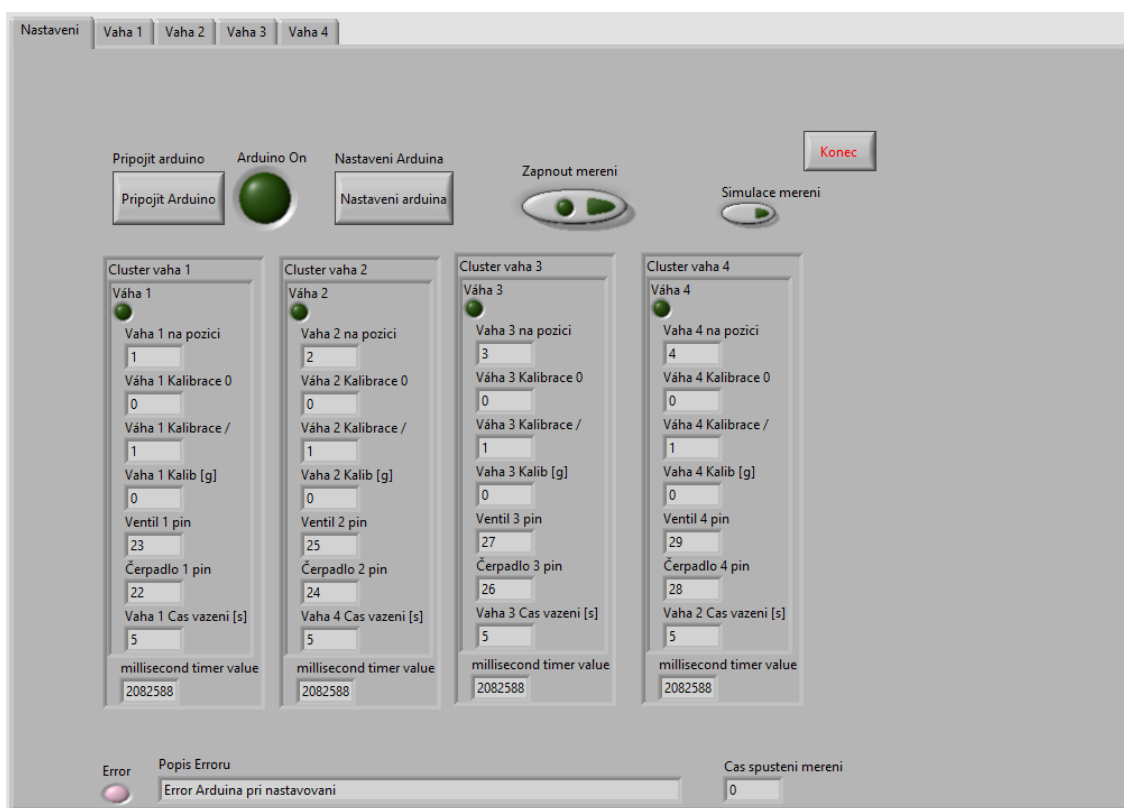 Nastaveni
Vaha 1
Vaha 2
Vaha 3
Vaha 4
Konec
Pripojit arduino
Arduino On
Nastaveni Arduina
Zapnout mereni
Simulace mereni
Pripojit Arduino
Nastaveni arduina
Cluster vaha 1
Váha 1
Vaha 1 na pozici
1
Váha 1 Kalibrace 0
0
Váha 1 Kalibrace /
1
Vaha 1 Kalib [g]
0
Ventil 1 pin
23
Čerpadlo 1 pin
22
Vaha 1 Cas vazeni [s]
5
millisecond timer value
2082588
Cluster vaha 2
Váha 2
Vaha 2 na pozici
2
Váha 2 Kalibrace 0
0
Váha 2 Kalibrace /
1
Vaha 2 Kalib [g]
0
Ventil 2 pin
25
Čerpadlo 2 pin
24
Vaha 4 Cas vazeni [s]
5
millisecond timer value
2082588
Cluster vaha 3
Váha 3
Vaha 3 na pozici
3
Váha 3 Kalibrace 0
0
Váha 3 Kalibrace /
1
Vaha 3 Kalib [g]
0
Ventil 3 pin
27
Čerpadlo 3 pin
26
Vaha 3 Cas vazeni [s]
5
millisecond timer value
2082588
Cluster vaha 4
Váha 4
Vaha 4 na pozici
4
Váha 4 Kalibrace 0
0
Váha 4 Kalibrace /
1
Vaha 4 Kalib [g]
0
Ventil 4 pin
29
Čerpadlo 4 pin
28
Vaha 2 Cas vazeni [s]
5
millisecond timer value
2082588
Error
Popis Erroru
Error Arduina pri nastavovani
Cas spusteni mereni
0